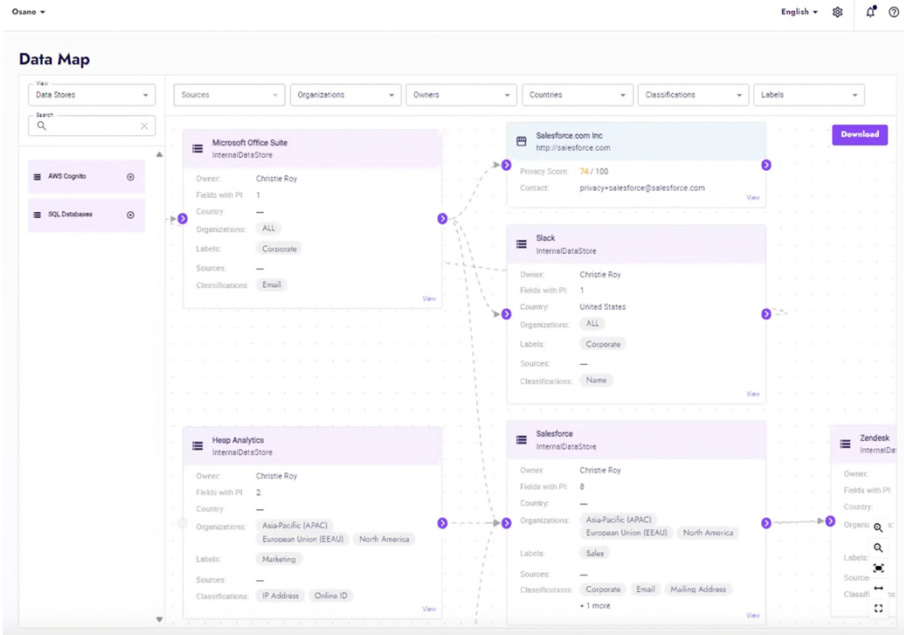 Osano
English
Data Map
View
Data Stores
Search
AWS Cognito
SQL Databases
Sources
Organizations
Owners
Countries
Classifications
Labels
Download
Microsoft Office Suite
InternalDataStore
Owner: Christie Roy
Fields with PI: 1
Country: —
Organizations: ALL
Labels: Corporate
Sources: —
Classifications: Email
View
Salesforce.com Inc
http://salesforce.com
Privacy Score: 74 / 100
Contact: privacy+salesforce@salesforce.com
View
Slack
InternalDataStore
Owner: Christie Roy
Fields with PI: 1
Country: United States
Organizations: ALL
Labels: Corporate
Sources: —
Classifications: Name
View
Heap Analytics
InternalDataStore
Owner: Christie Roy
Fields with PI: 2
Country: —
Organizations: Asia-Pacific (APAC)
European Union (EEAU) North America
Labels: Marketing
Sources: —
Classifications: IP Address Online ID
View
Salesforce
InternalDataStore
Owner: Christie Roy
Fields with PI: 8
Country: —
Organizations: Asia-Pacific (APAC)
European Union (EEAU) North America
Labels: Sales
Sources: —
Classifications: Corporate Email Mailing Address
+ 1 more
View
Zendesk
InternalDat
Owner:
Fields with PI:
Country:
Organiz s:
Labels:
Source
Classif s: